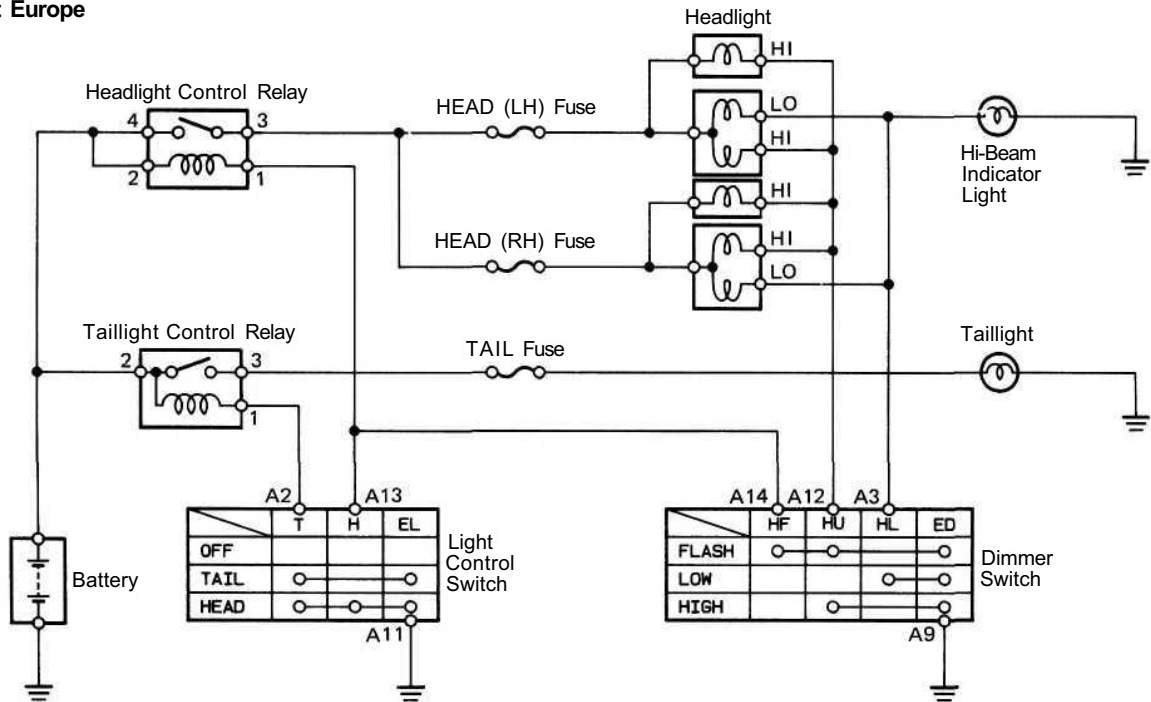 : Europe
Headlight
HI
Headlight Control Relay
HEAD (LH) Fuse
4
3
LO
2
1
HI
Hi-Beam
Indicator
Light
HI
HEAD (RH) Fuse
HI
LO
Taillight Control Relay
TAIL Fuse
Taillight
2
3
1
A2
A13
A14
A12
A3
T
H
EL
OFF
TAIL
HEAD
A11
Light
Control
Switch
HF
HU
HL
ED
FLASH
LOW
HIGH
A9
Dimmer
Switch
Battery